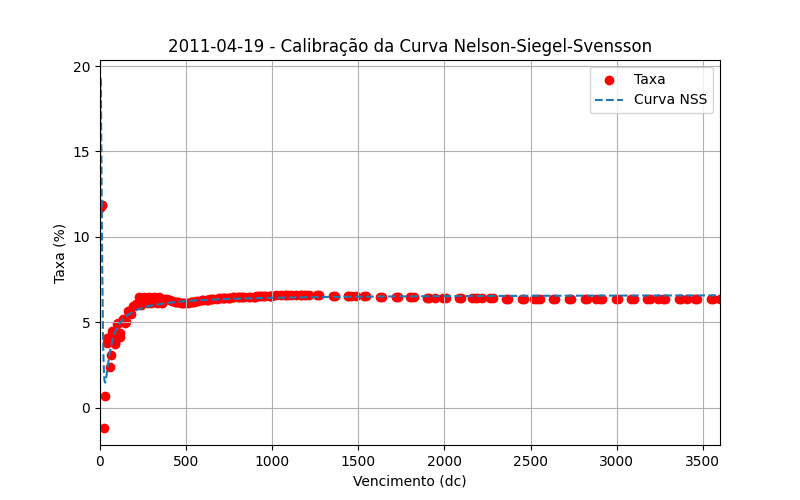 2011-04-19 - Calibração da Curva Nelson-Siegel-Svensson
Taxa
Curva NSS
Taxa (%)
20
15
10
5
0
0 500 1000 1500 2000 2500 3000 3500
Vencimento (dc)